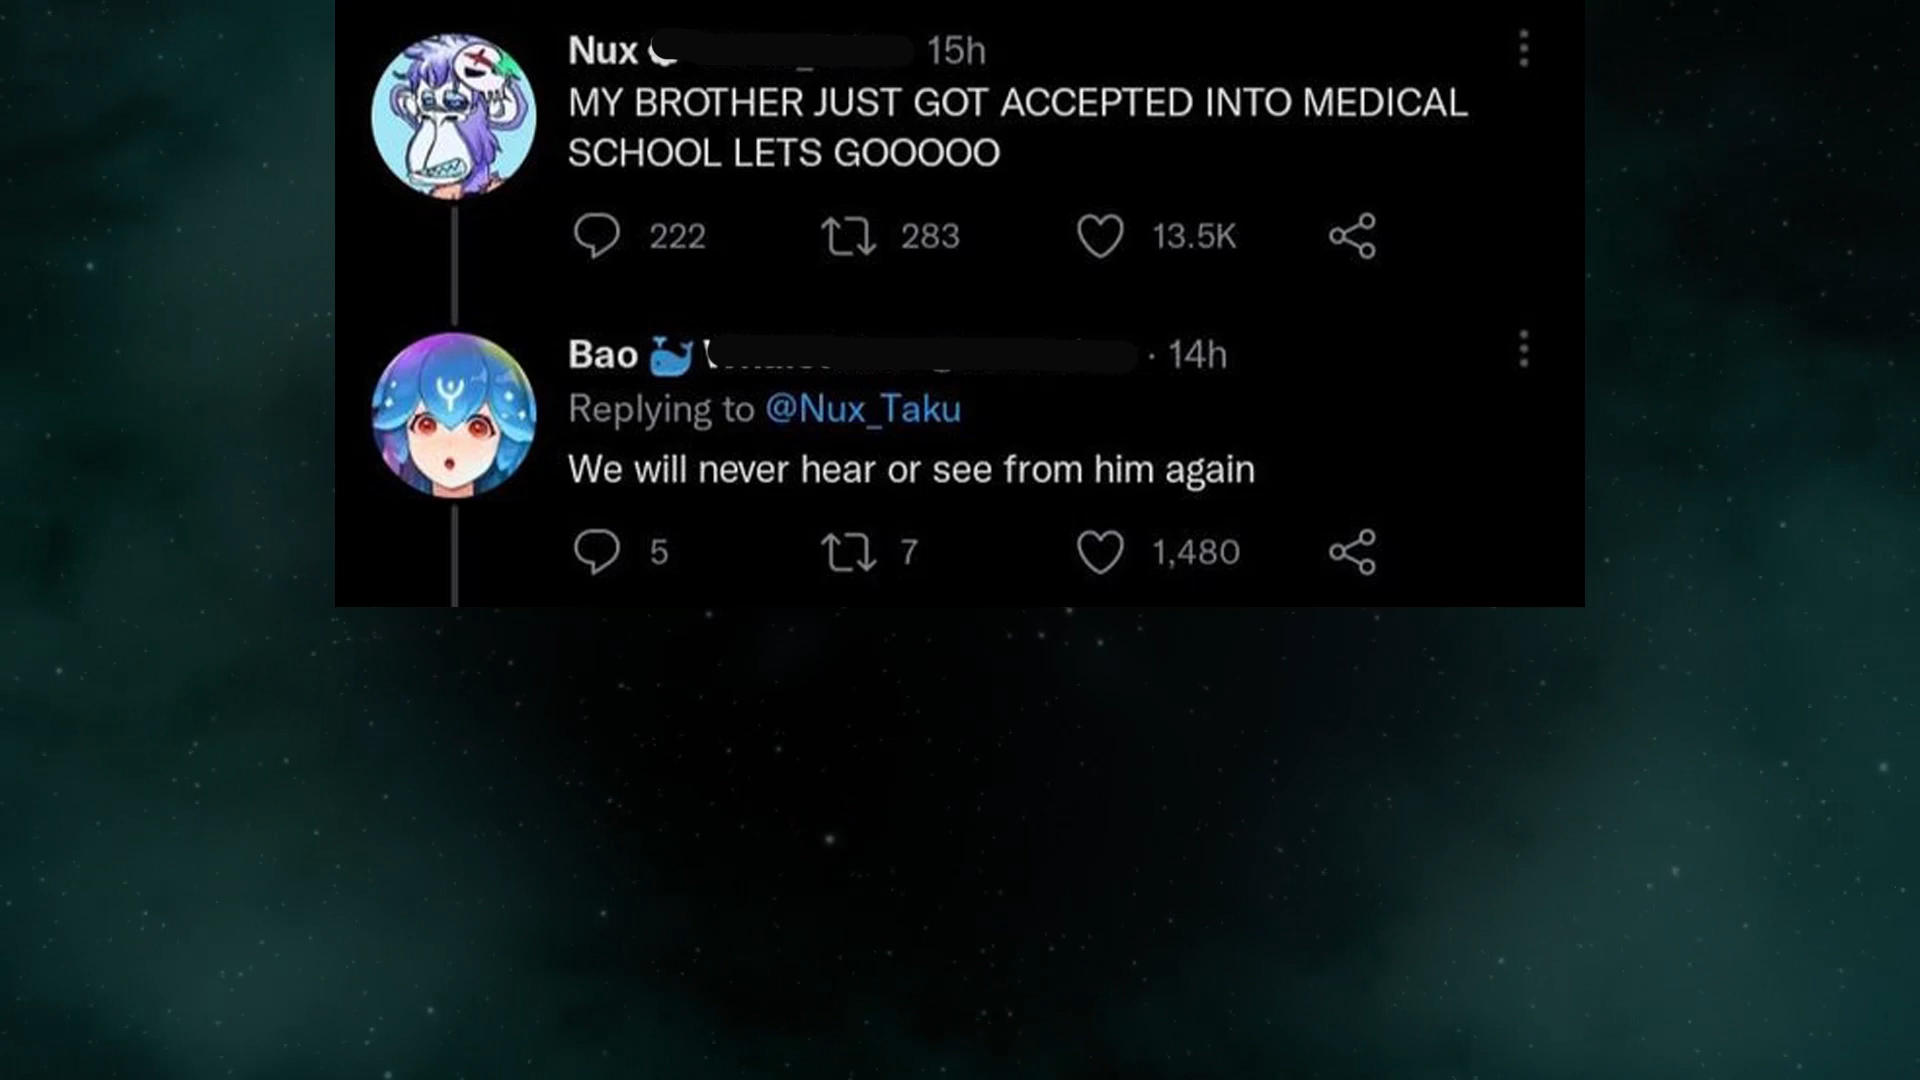 Nux 15h
MY BROTHER JUST GOT ACCEPTED INTO MEDICAL
SCHOOL LETS GOOOOO
222 283 13.5K
Bao 🐳 · 14h
Replying to @Nux_Taku
We will never hear or see from him again
5 7 1,480